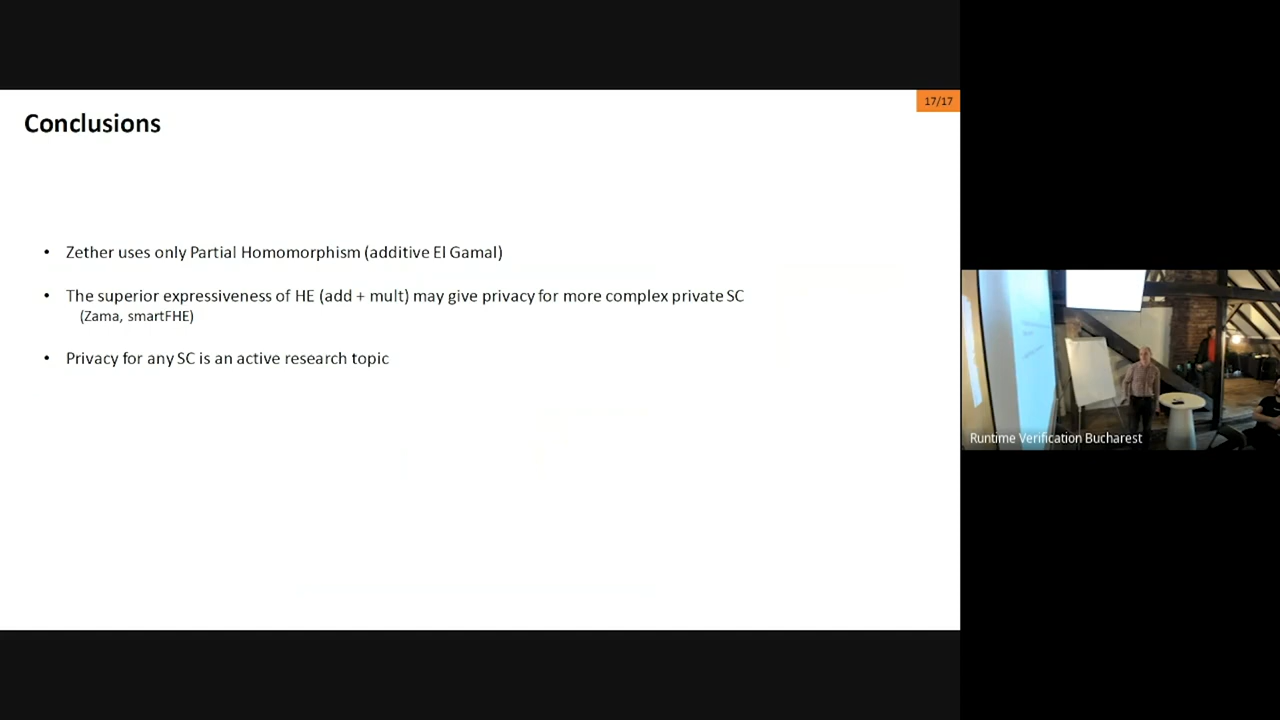 17/17
Conclusions
• Zether uses only Partial Homomorphism (additive El Gamal)
• The superior expressiveness of HE (add + mult) may give privacy for more complex private SC
(Zama, smartFHE)
• Privacy for any SC is an active research topic
Runtime Verification Bucharest